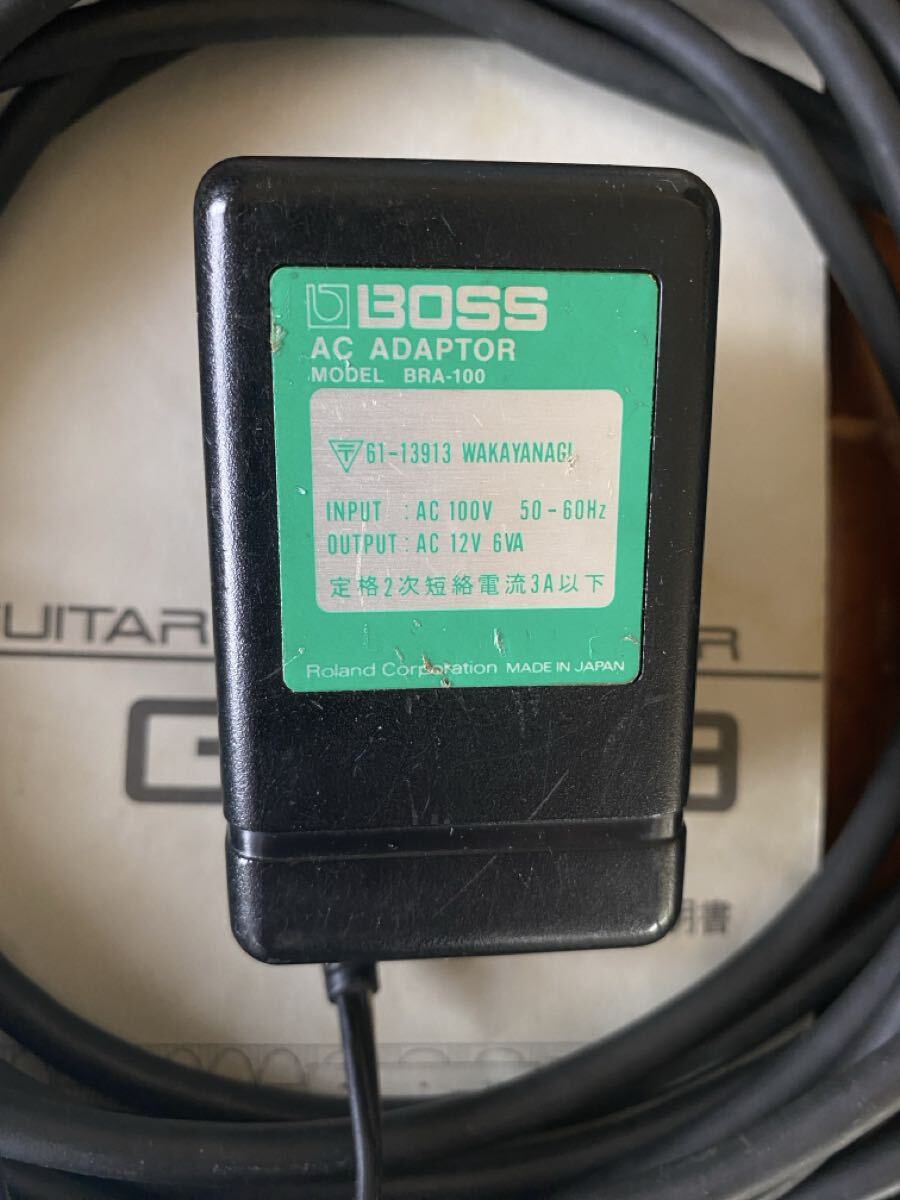 BOSS
AC ADAPTOR
MODEL BRA-100
〒61-13913 WAKAYANAGI
INPUT : AC 100V 50-60Hz
OUTPUT : AC 12V 6VA
定格2次短絡電流3A以下
Roland Corporation MADE IN JAPAN
GUITAR
明書